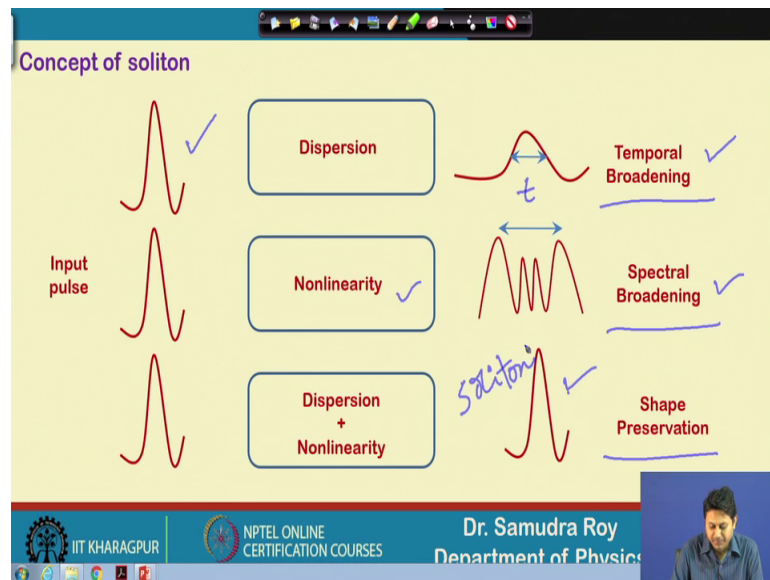 Concept of soliton
Dispersion
t
Temporal
Broadening
Input
pulse
Nonlinearity
Spectral
Broadening
Dispersion
+
Nonlinearity
soliton
Shape
Preservation
IIT KHARAGPUR
NPTEL ONLINE
CERTIFICATION COURSES
Dr. Samudra Roy
Department of Physics